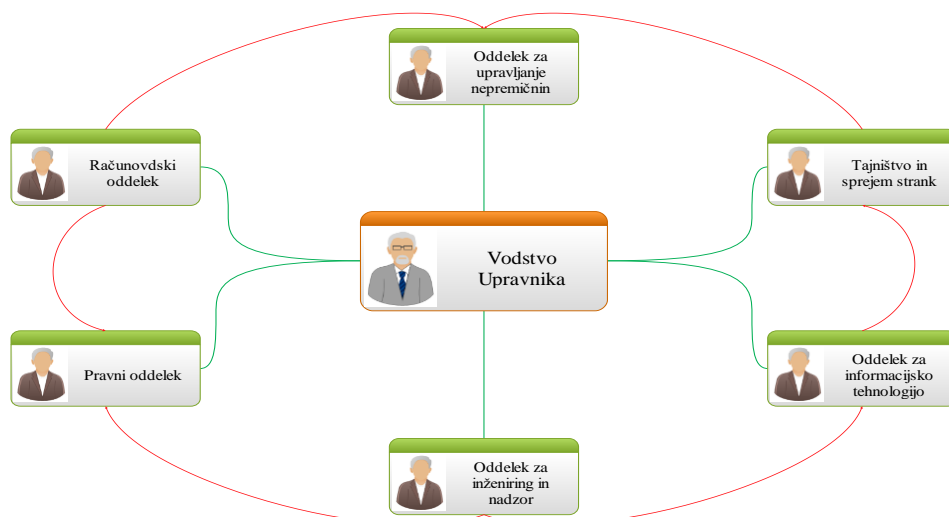 Oddelek za
upravljanje
nepremičnin
Računovdski
oddelek
Tajništvo in
sprejem strank
Vodstvo
Upravnika
Pravni oddelek
Oddelek za
informacijsko
tehnologijo
Oddelek za
inženiring in
nadzor